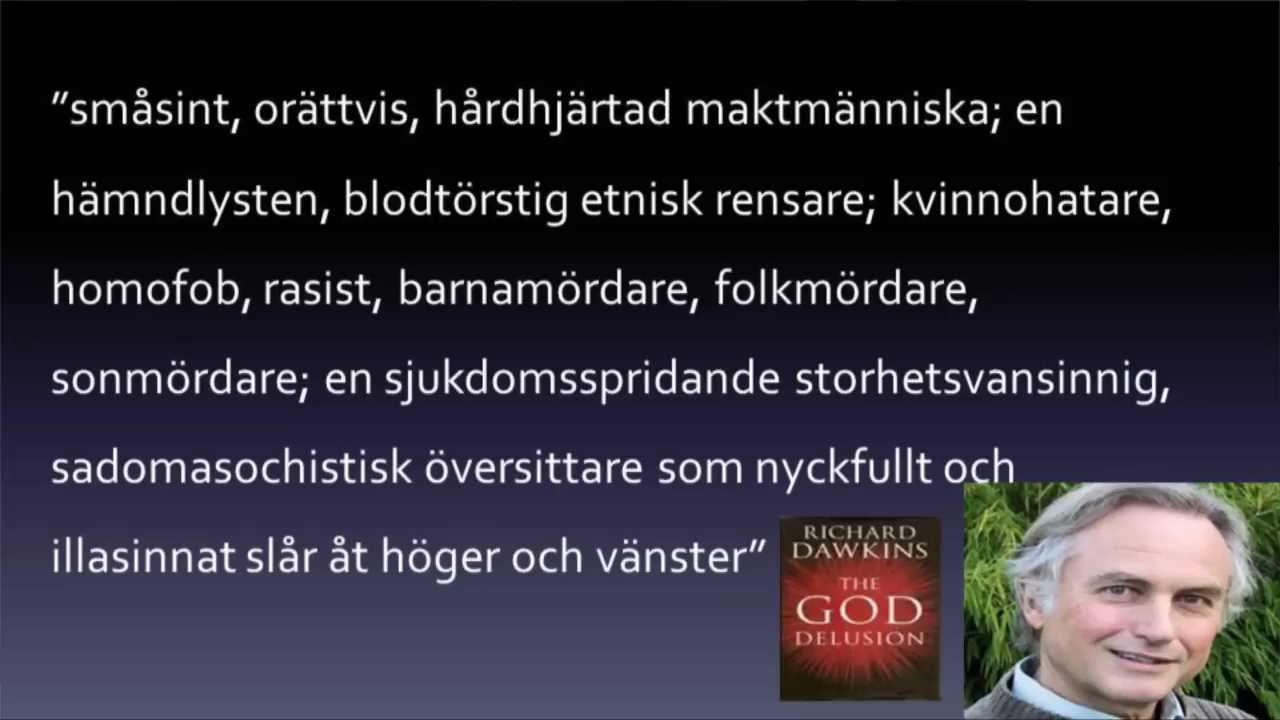 ”småsint, orättvis, hårdhjärtad maktmänniska; en
hämndlysten, blodtörstig etnisk rensare; kvinnohatare,
homofob, rasist, barnamördare, folkmördare,
sonmördare; en sjukdomsspridande storhetsvansinnig,
sadomasochistisk översittare som nyckfullt och
illasinnat slår åt höger och vänster”
RICHARD
DAWKINS
THE
GOD
DELUSION